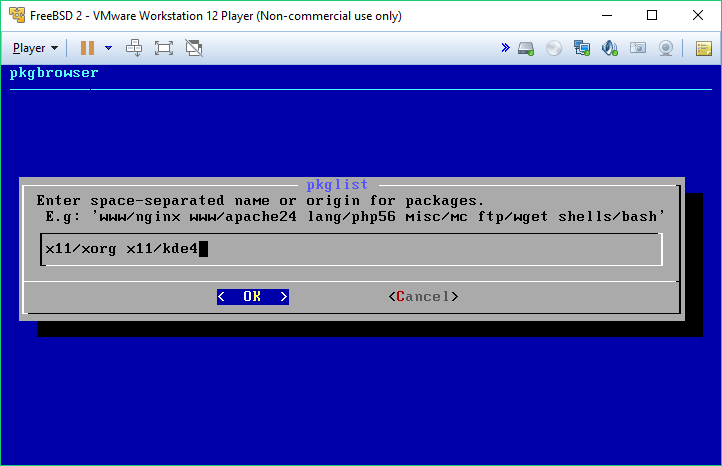 FreeBSD 2 - VMware Workstation 12 Player (Non-commercial use only)
Player
pkgbrowser
pkglist
Enter space-separated name or origin for packages.
E.g: 'www/nginx www/apache24 lang/php56 misc/mc ftp/wget shells/bash'
x11/xorg x11/kde4
< OK > <Cancel>